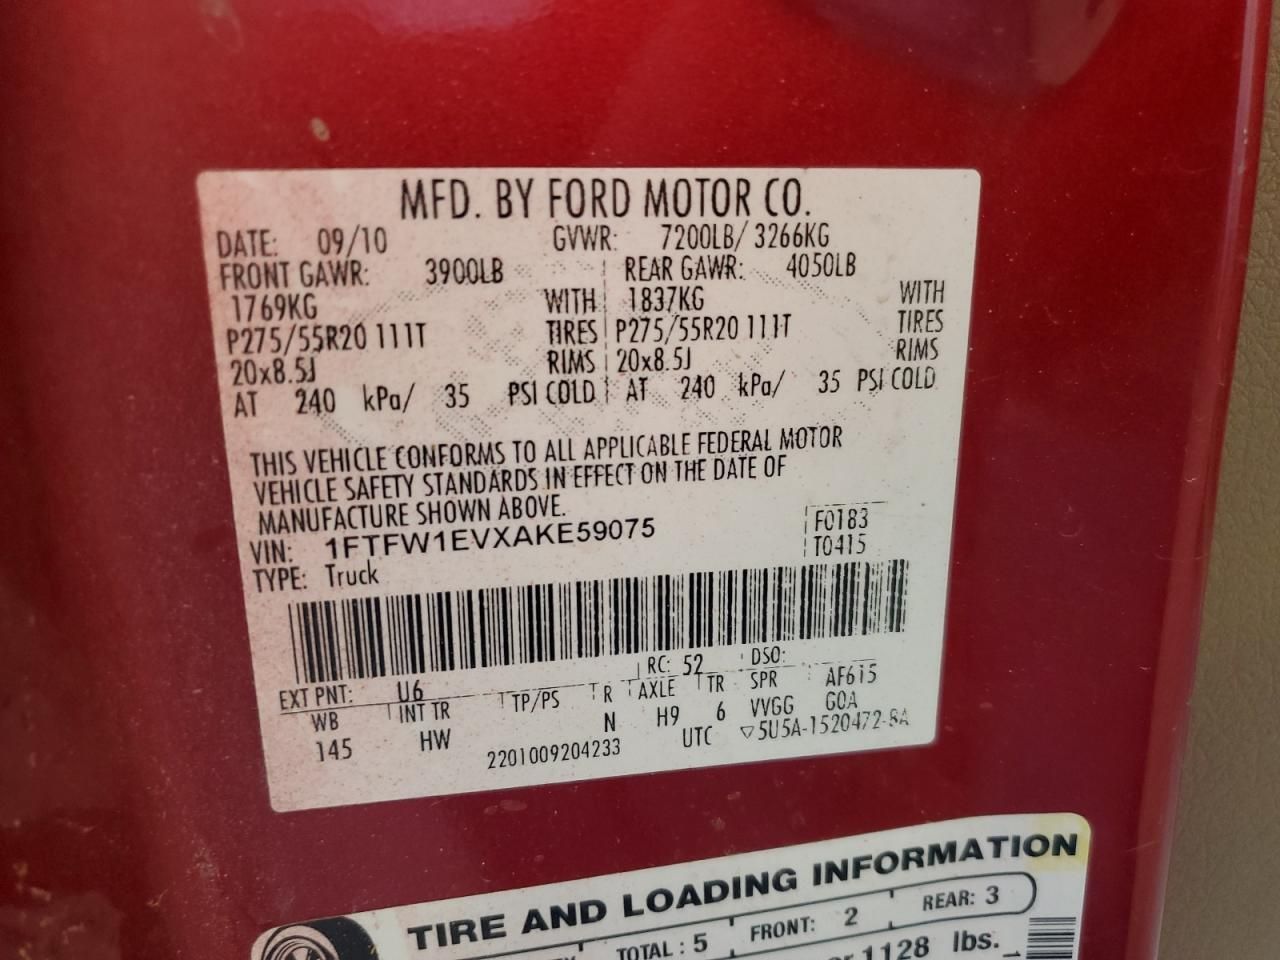 MFD. BY FORD MOTOR CO.
DATE: 09/10 GVWR: 7200LB/ 3266KG
FRONT GAWR: 3900LB REAR GAWR: 4050LB
1769KG WITH 1837KG WITH
P275/55R20 111T TIRES P275/55R20 111T TIRES
20x8.5J RIMS 20x8.5J RIMS
AT 240 kPa/ 35 PSI COLD AT 240 kPa/ 35 PSI COLD
THIS VEHICLE CONFORMS TO ALL APPLICABLE FEDERAL MOTOR
VEHICLE SAFETY STANDARDS IN EFFECT ON THE DATE OF
MANUFACTURE SHOWN ABOVE.
VIN: 1FTFW1EVXAKE59075 F0183
TYPE: Truck T0415
EXT PNT: U6 RC: 52 DSO:
WB INT TR TP/PS R AXLE TR SPR AF615
145 HW N H9 6 VVGG GOA
2201009204233 UTC ▽5U5A-1520472-BA
TIRE AND LOADING INFORMATION
TOTAL : 5 FRONT: 2 REAR: 3
1128 lbs.